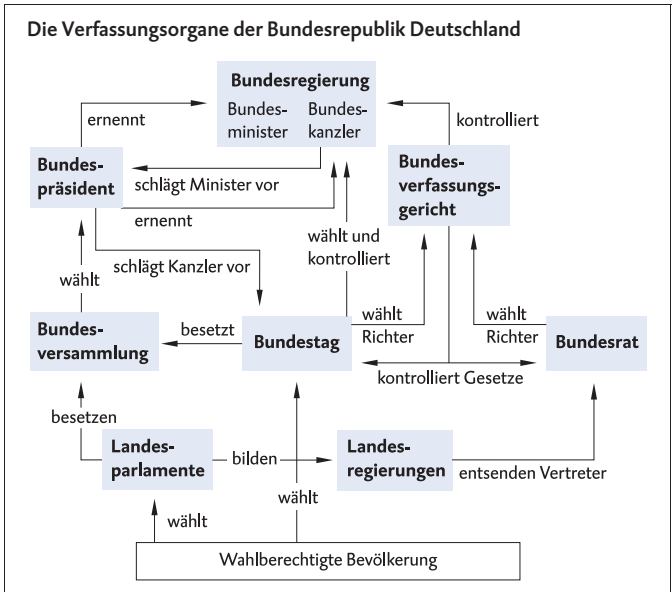 Die Verfassungsorgane der Bundesrepublik Deutschland
Bundesregierung
Bundes-
minister
Bundes-
kanzler
ernennt
kontrolliert
Bundes-
präsident
schlägt Minister vor
ernennt
Bundes-
verfassungs-
gericht
schlägt Kanzler vor
wählt und
kontrolliert
wählt
wählt
Richter
wählt
Richter
Bundes-
versammlung
besetzt
Bundestag
Bundesrat
kontrolliert Gesetze
besetzen
Landes-
parlamente
bilden
Landes-
regierungen
entsenden Vertreter
wählt
wählt
Wahlberechtigte Bevölkerung